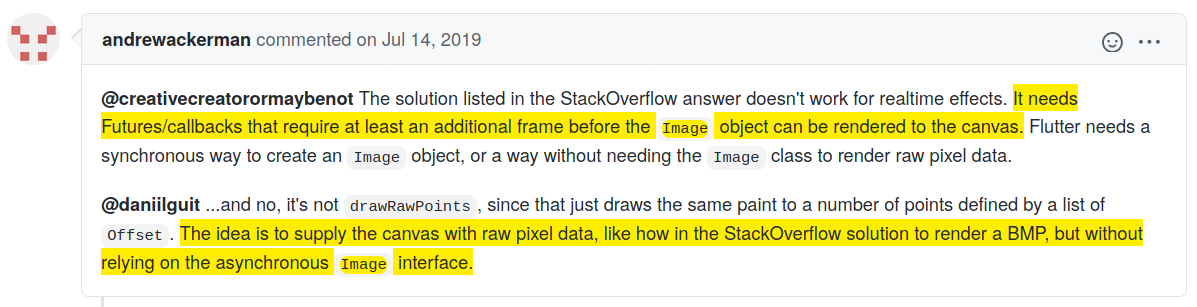 andrewackerman commented on Jul 14, 2019
@creativecreatorormaybenot The solution listed in the StackOverflow answer doesn't work for realtime effects. It needs
Futures/callbacks that require at least an additional frame before the Image object can be rendered to the canvas. Flutter needs a
synchronous way to create an Image object, or a way without needing the Image class to render raw pixel data.
@daniilguit ...and no, it's not drawRawPoints, since that just draws the same paint to a number of points defined by a list of
Offset. The idea is to supply the canvas with raw pixel data, like how in the StackOverflow solution to render a BMP, but without
relying on the asynchronous Image interface.